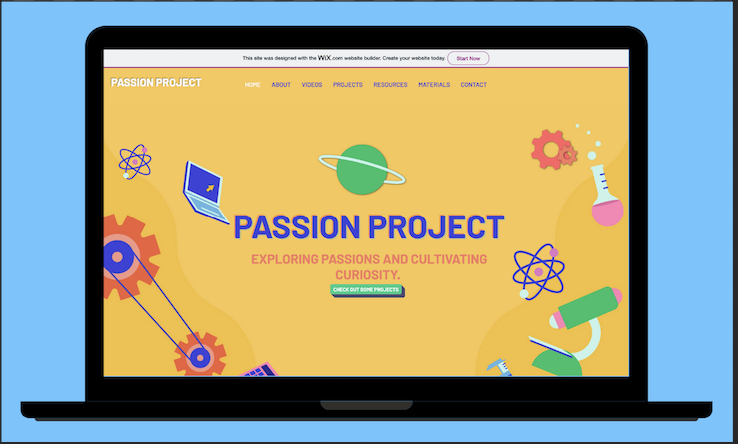 This site was designed with the WiX.com website builder. Create your website today. Start Now
PASSION PROJECT
HOME ABOUT VIDEOS PROJECTS RESOURCES MATERIALS CONTACT
PASSION PROJECT
EXPLORING PASSIONS AND CULTIVATING
CURIOSITY.
CHECK OUT SOME PROJECTS